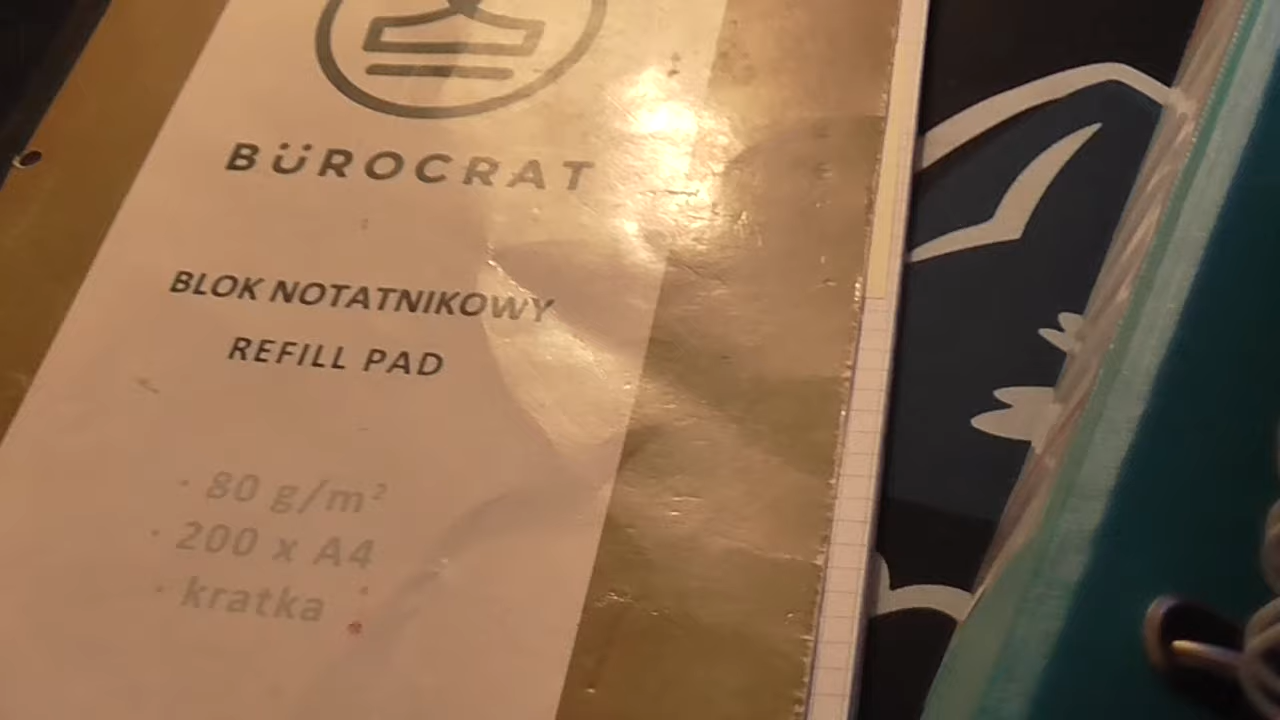 BÜROCRAT
BLOK NOTATNIKOWY
REFILL PAD
· 80 g/m²
· 200 x A4
· kratka